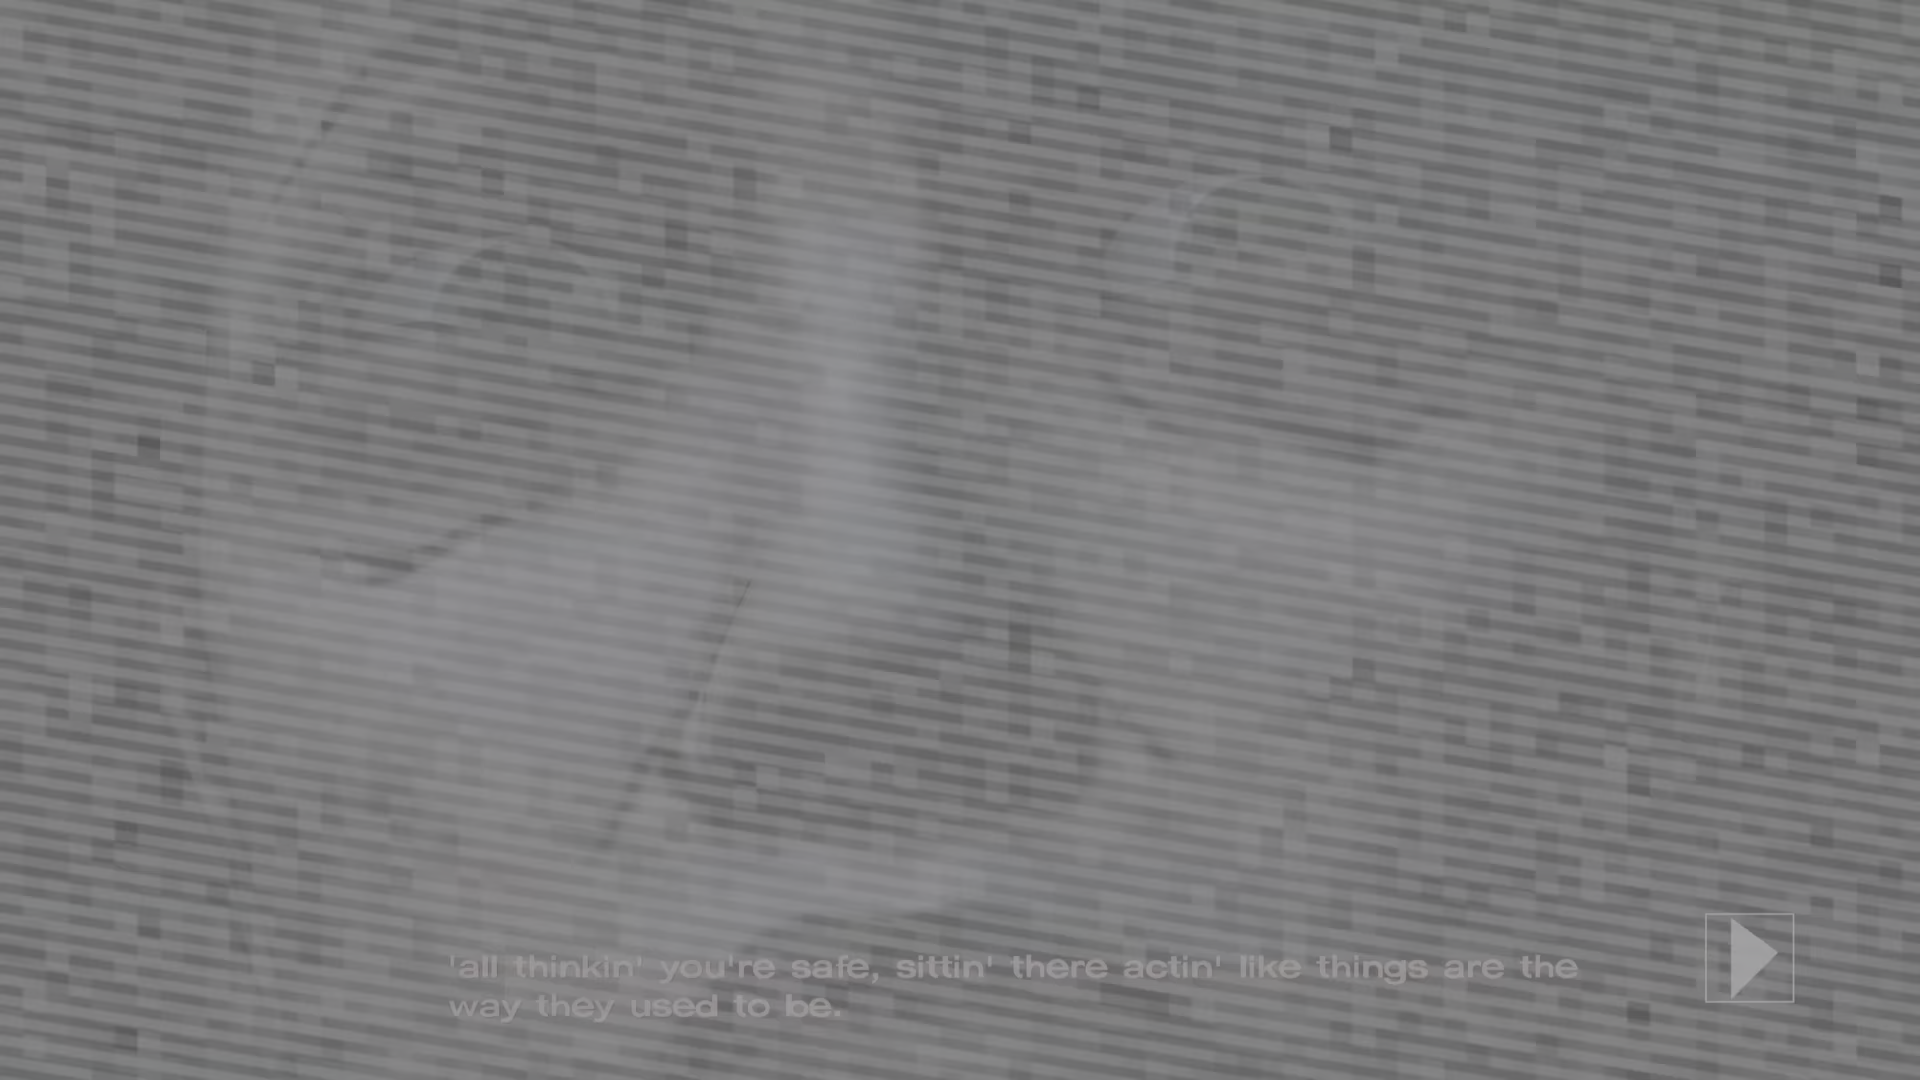 'all thinkin' you're safe, sittin' there actin' like things are the
way they used to be.